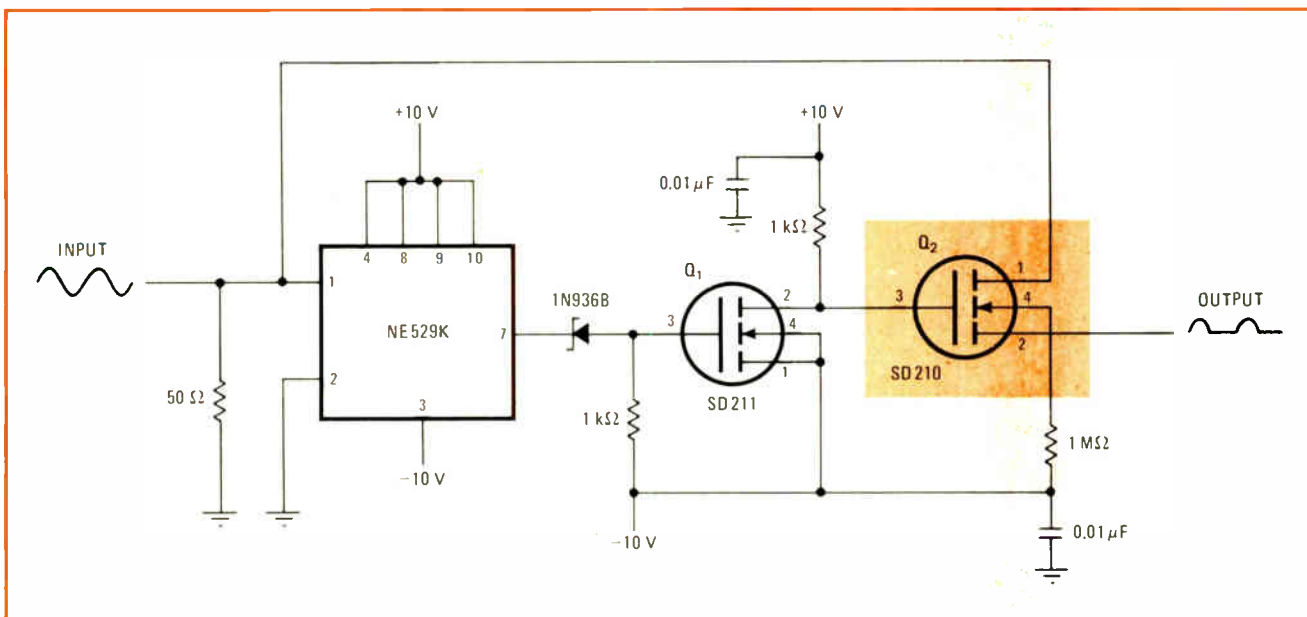 +10 V
+10 V
0.01 µF
1 kΩ
Q₂
INPUT
4 8 9 10
Q₁
1
1
2
3
4
1N936B
OUTPUT
NE529K
7
3
4
2
2
1
SD210
50 Ω
SD211
3
1 kΩ
1 MΩ
−10 V
−10 V
0.01 µF